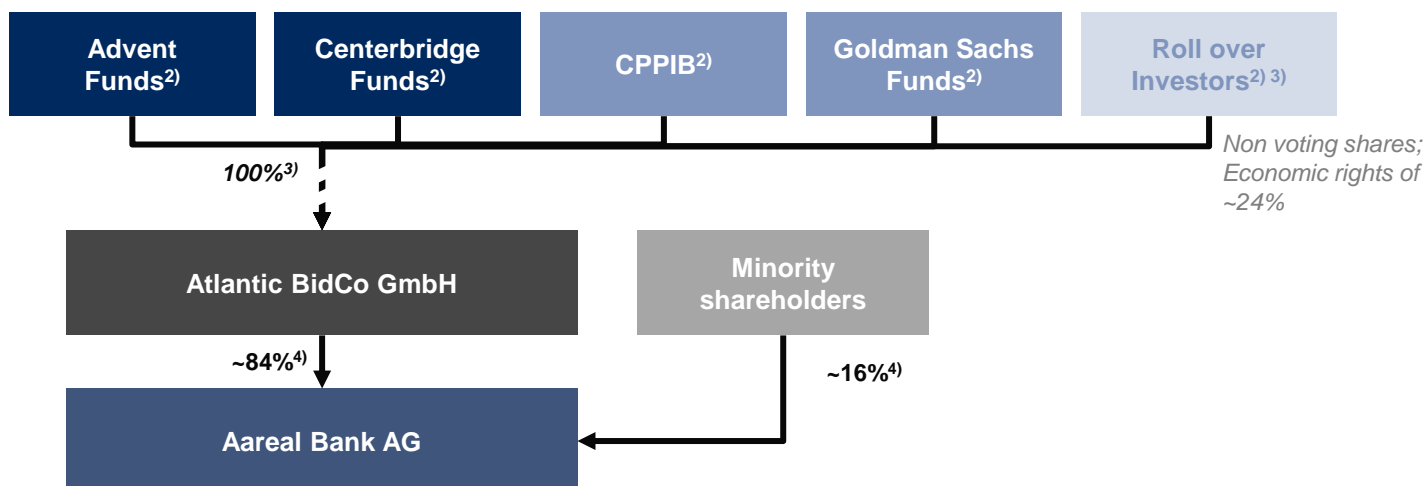 Advent
Funds2)
Centerbridge
Funds2)
CPPIB2)
Goldman Sachs
Funds2)
Roll over
Investors2) 3)
Non voting shares;
Economic rights of
~24%
100%3)
Atlantic BidCo GmbH
Minority
shareholders
~84%4)
~16%4)
Aareal Bank AG